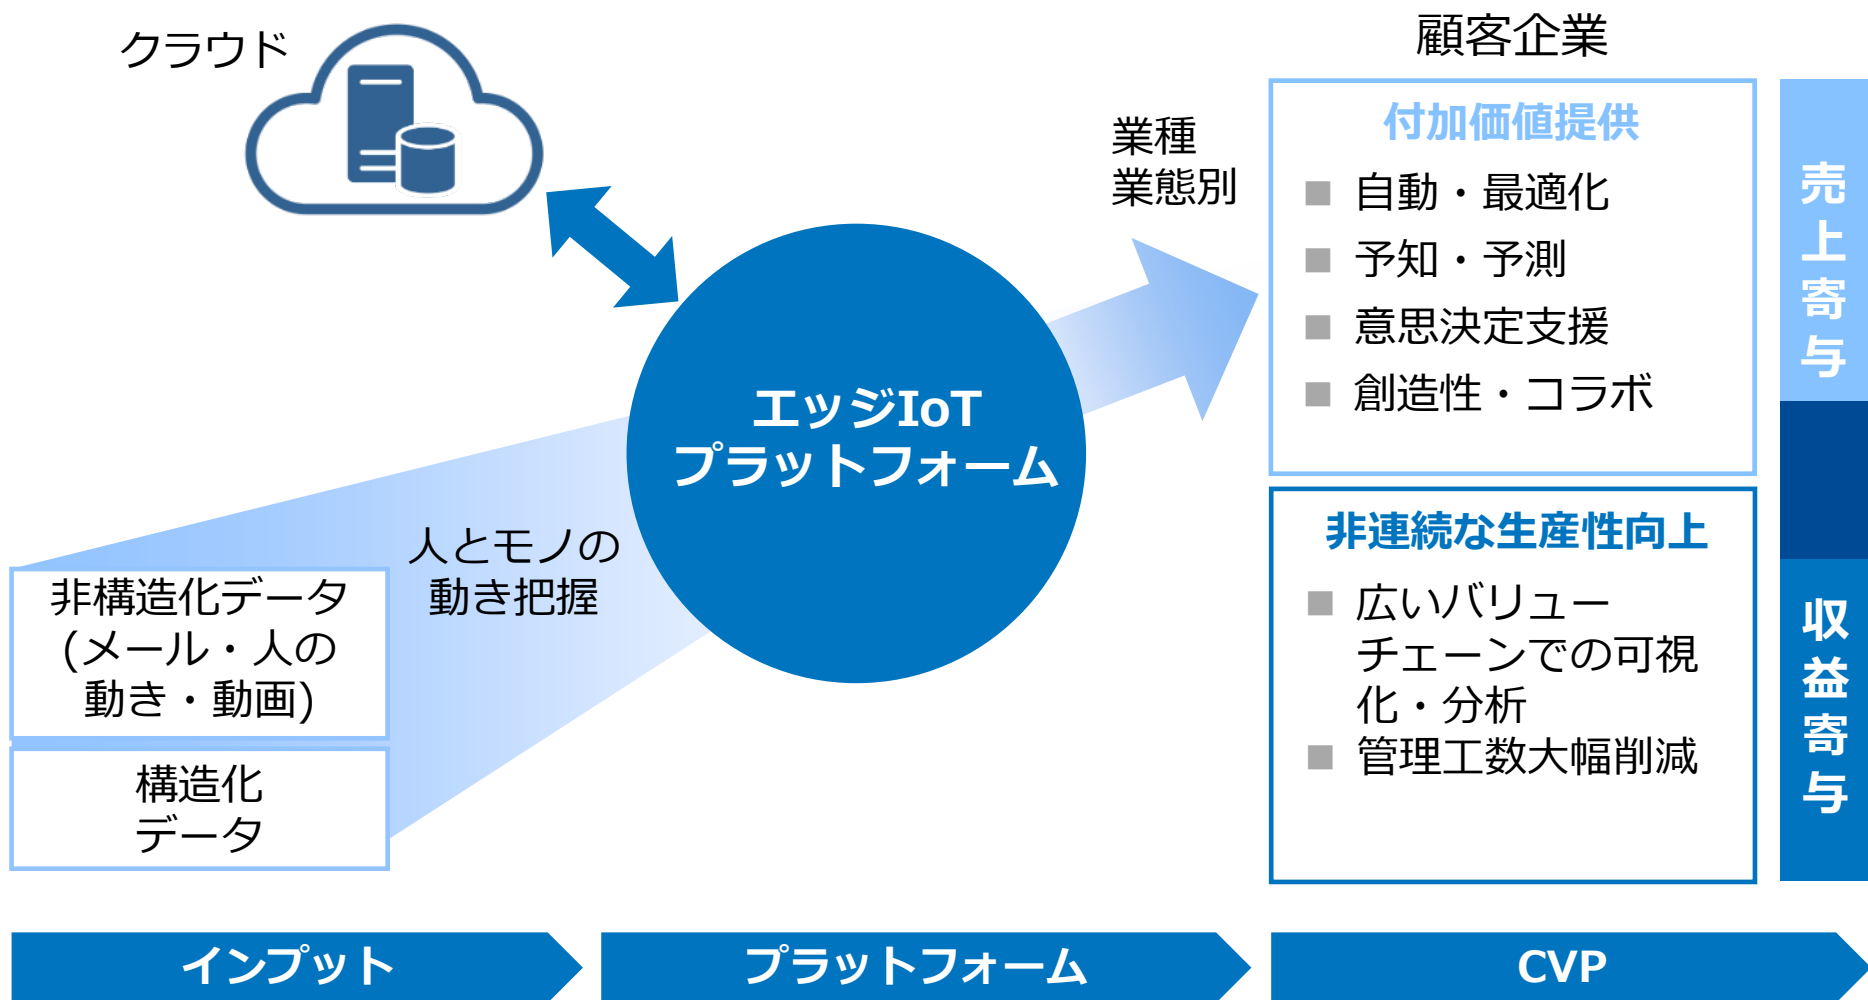 クラウド
顧客企業
業種
業態別
付加価値提供
自動・最適化
予知・予測
意思決定支援
創造性・コラボ
売上寄与
エッジIoT
プラットフォーム
人とモノの
動き把握
非構造化データ
(メール・人の
動き・動画)
構造化
データ
非連続な生産性向上
広いバリュー
チェーンでの可視
化・分析
管理工数大幅削減
収益寄与
インプット
プラットフォーム
CVP